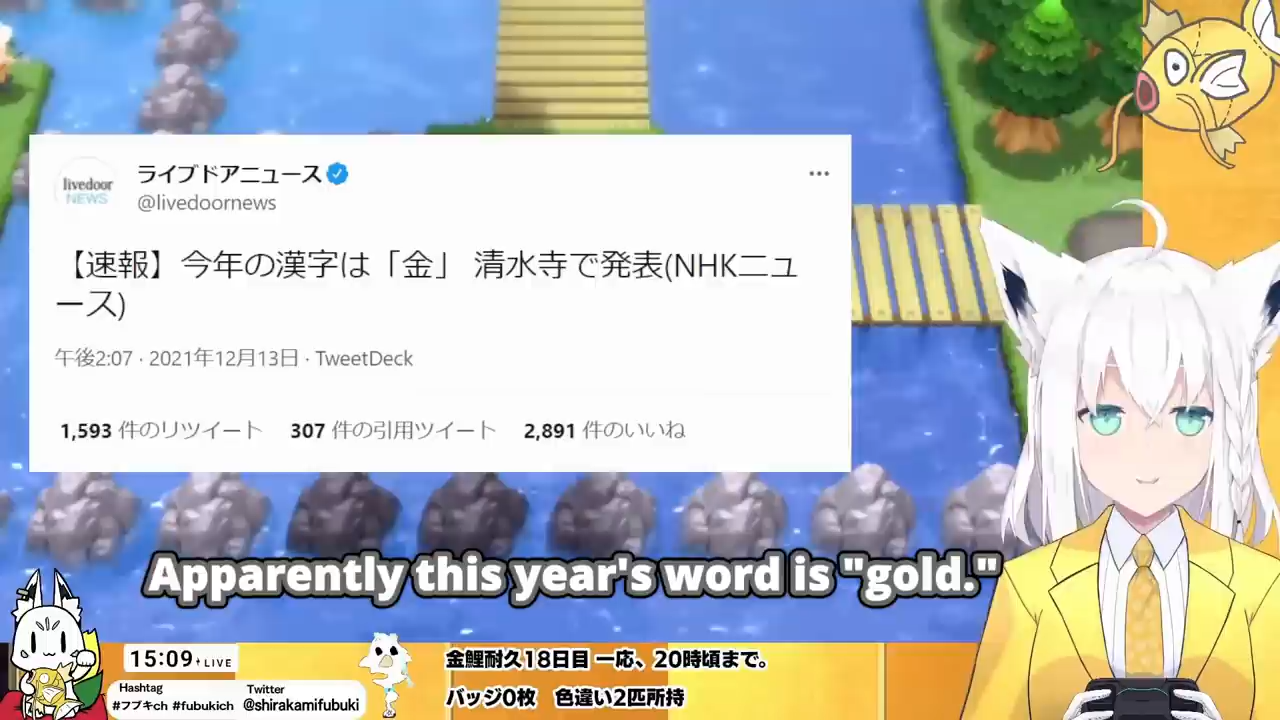 livedoor
NEWS
ライブドアニュース
@livedoornews
【速報】今年の漢字は「金」 清水寺で発表(NHKニュ
ース)
午後2:07 · 2021年12月13日 · TweetDeck
1,593 件のリツイート 307 件の引用ツイート 2,891 件のいいね
Apparently this year's word is "gold."
15:09 LIVE
Hashtag
#フブキch #fubukich
Twitter
@shirakamifubuki
金鯉耐久18日目 一応、20時頃まで。
バッジ0枚 色違い2匹所持